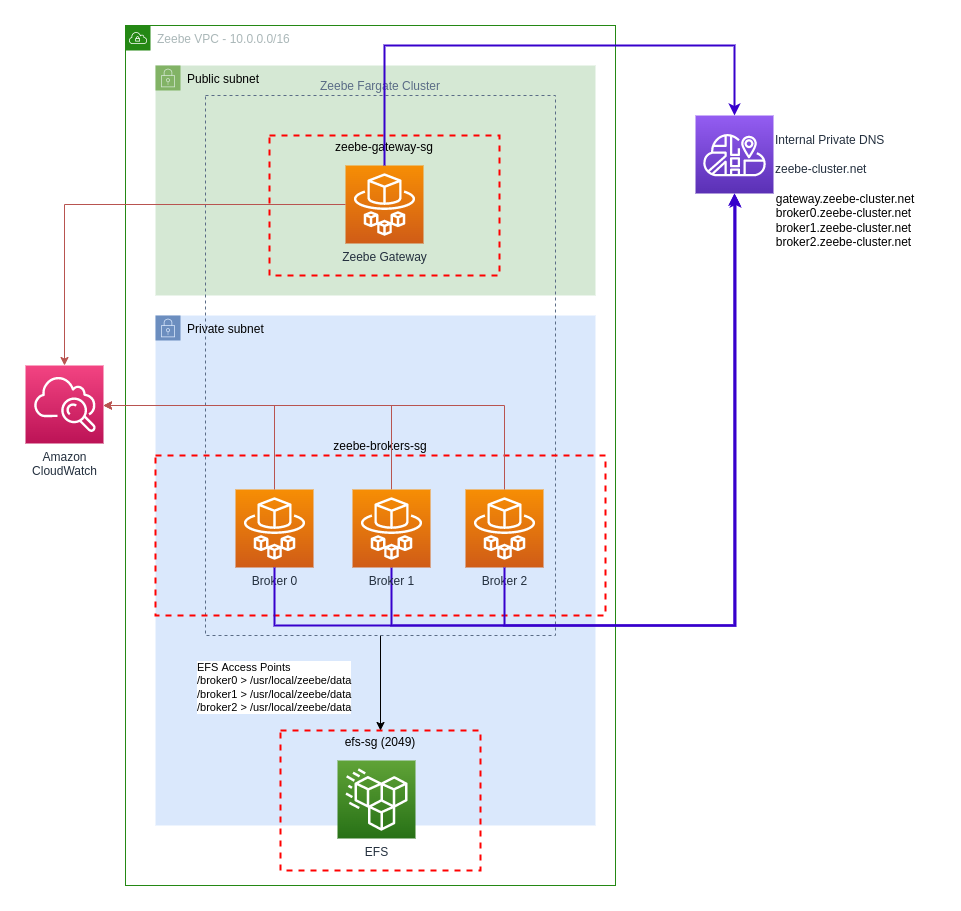 Zeebe VPC - 10.0.0.0/16
Public subnet
Zeebe Fargate Cluster
zeebe-gateway-sg
Zeebe Gateway
Internal Private DNS
zeebe-cluster.net
gateway.zeebe-cluster.net
broker0.zeebe-cluster.net
broker1.zeebe-cluster.net
broker2.zeebe-cluster.net
Private subnet
Amazon
CloudWatch
zeebe-brokers-sg
Broker 0
Broker 1
Broker 2
EFS Access Points
/broker0 > /usr/local/zeebe/data
/broker1 > /usr/local/zeebe/data
/broker2 > /usr/local/zeebe/data
efs-sg (2049)
EFS